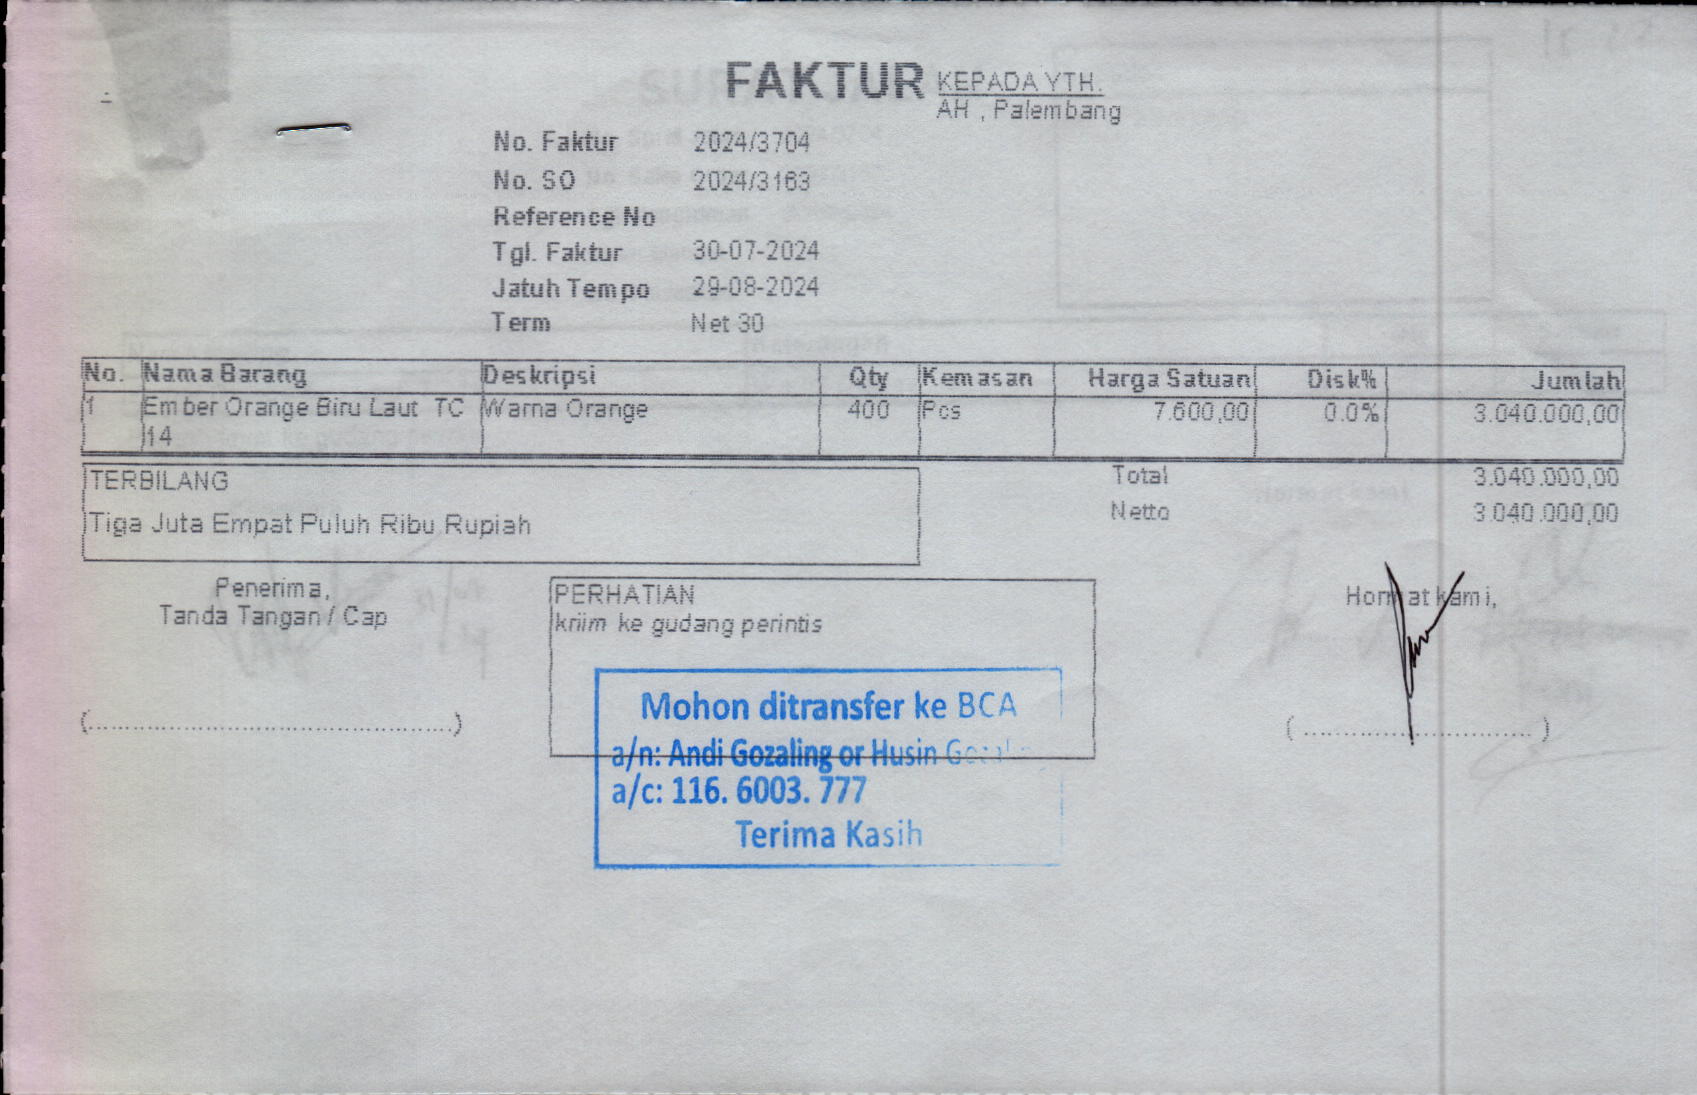 FAKTUR
KEPADA YTH.
AH , Palembang
No. Faktur 2024/3704
No. SO 2024/3163
Reference No
Tgl. Faktur 30-07-2024
Jatuh Tempo 29-08-2024
Term Net 30
No. Nama Barang Deskripsi Qty Kemasan Harga Satuan Disk% Jumlah
1 Ember Orange Biru Laut TC Warna Orange 400 Pcs 7.600,00 0.0% 3.040.000,00
14
TERBILANG
Tiga Juta Empat Puluh Ribu Rupiah
Total 3.040.000,00
Netto 3.040.000,00
Penerima,
Tanda Tangan / Cap
(.............................................)
PERHATIAN
kriim ke gudang perintis
Mohon ditransfer ke BCA
a/n: Andi Gozaling or Husin
a/c: 116. 6003. 777
Terima Kasih
Hormat kami,
(............................)